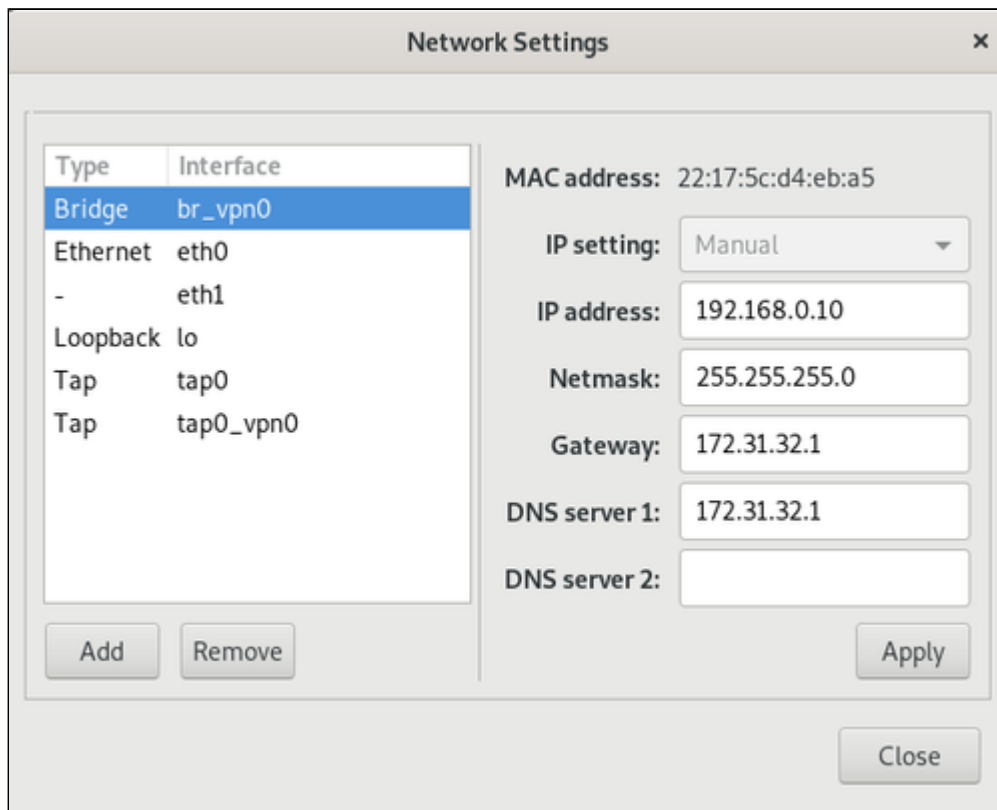 Network Settings ×
Type Interface
Bridge br_vpn0
Ethernet eth0
- eth1
Loopback lo
Tap tap0
Tap tap0_vpn0
Add Remove
MAC address: 22:17:5c:d4:eb:a5
IP setting: Manual
IP address: 192.168.0.10
Netmask: 255.255.255.0
Gateway: 172.31.32.1
DNS server 1: 172.31.32.1
DNS server 2:
Apply
Close